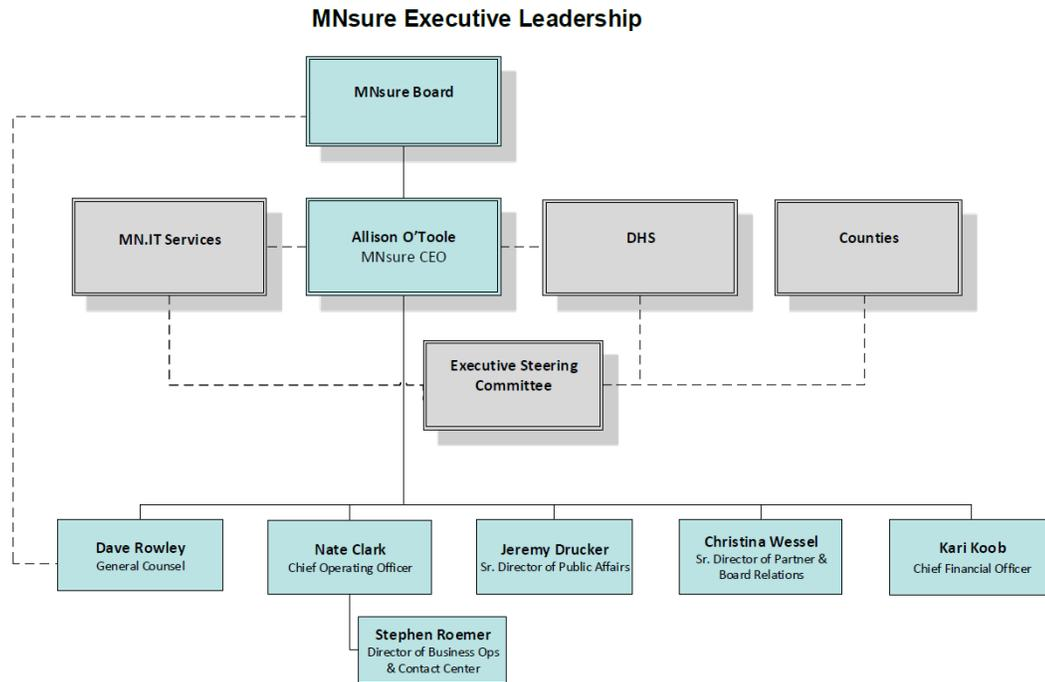 MNsure Executive Leadership
MNsure Board
MN.IT Services
Allison O'Toole
MNsure CEO
DHS
Counties
Executive Steering
Committee
Dave Rowley
General Counsel
Nate Clark
Chief Operating Officer
Jeremy Drucker
Sr. Director of Public Affairs
Christina Wessel
Sr. Director of Partner &
Board Relations
Kari Koob
Chief Financial Officer
Stephen Roemer
Director of Business Ops
& Contact Center